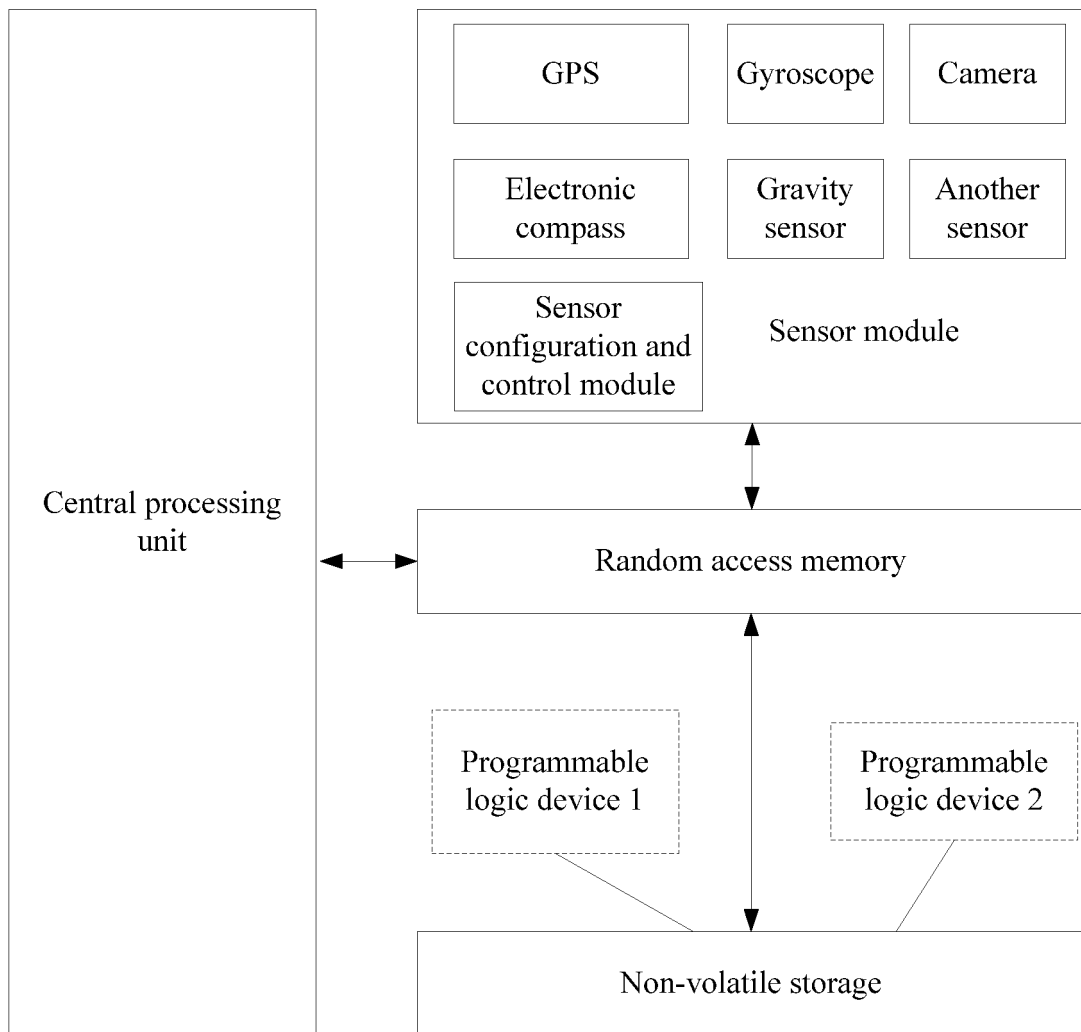 Central processing
unit
GPS
Gyroscope
Camera
Electronic
compass
Gravity
sensor
Another
sensor
Sensor
configuration and
control module
Sensor module
Random access memory
Programmable
logic device 1
Programmable
logic device 2
Non-volatile storage